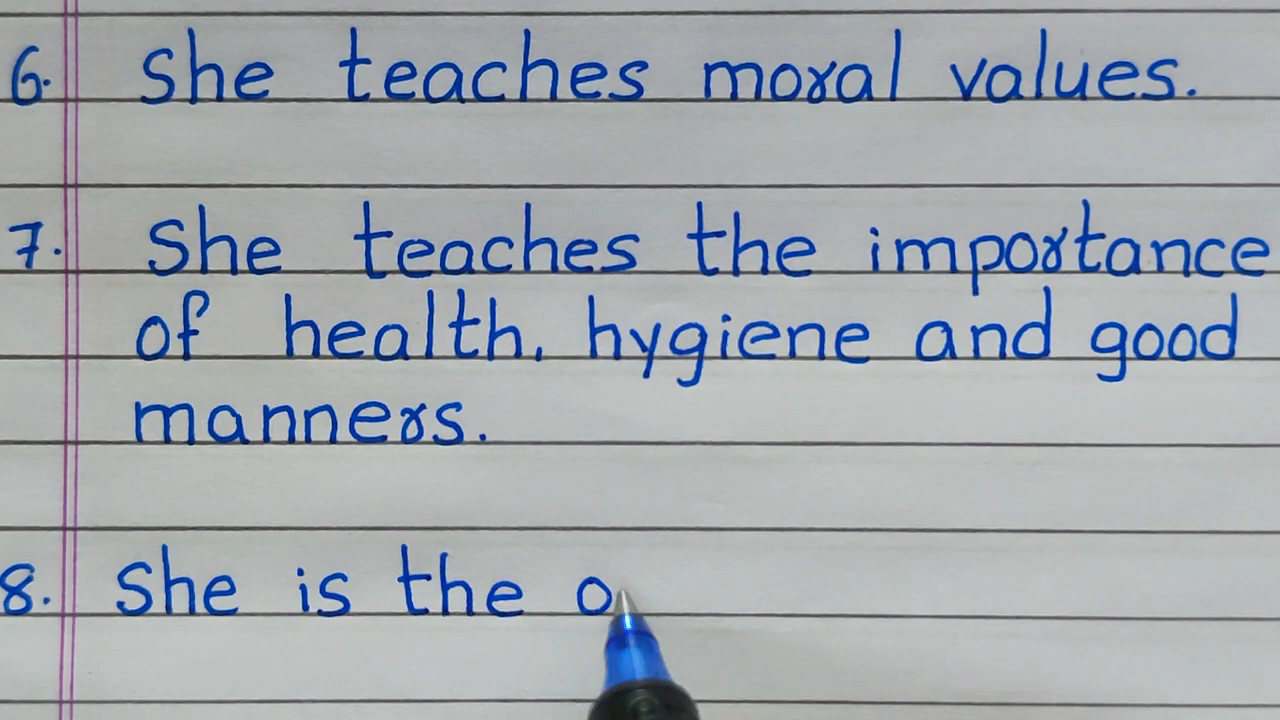 6. She teaches moral values.
7. She teaches the importance
of health, hygiene and good
manners.
8. She is the o